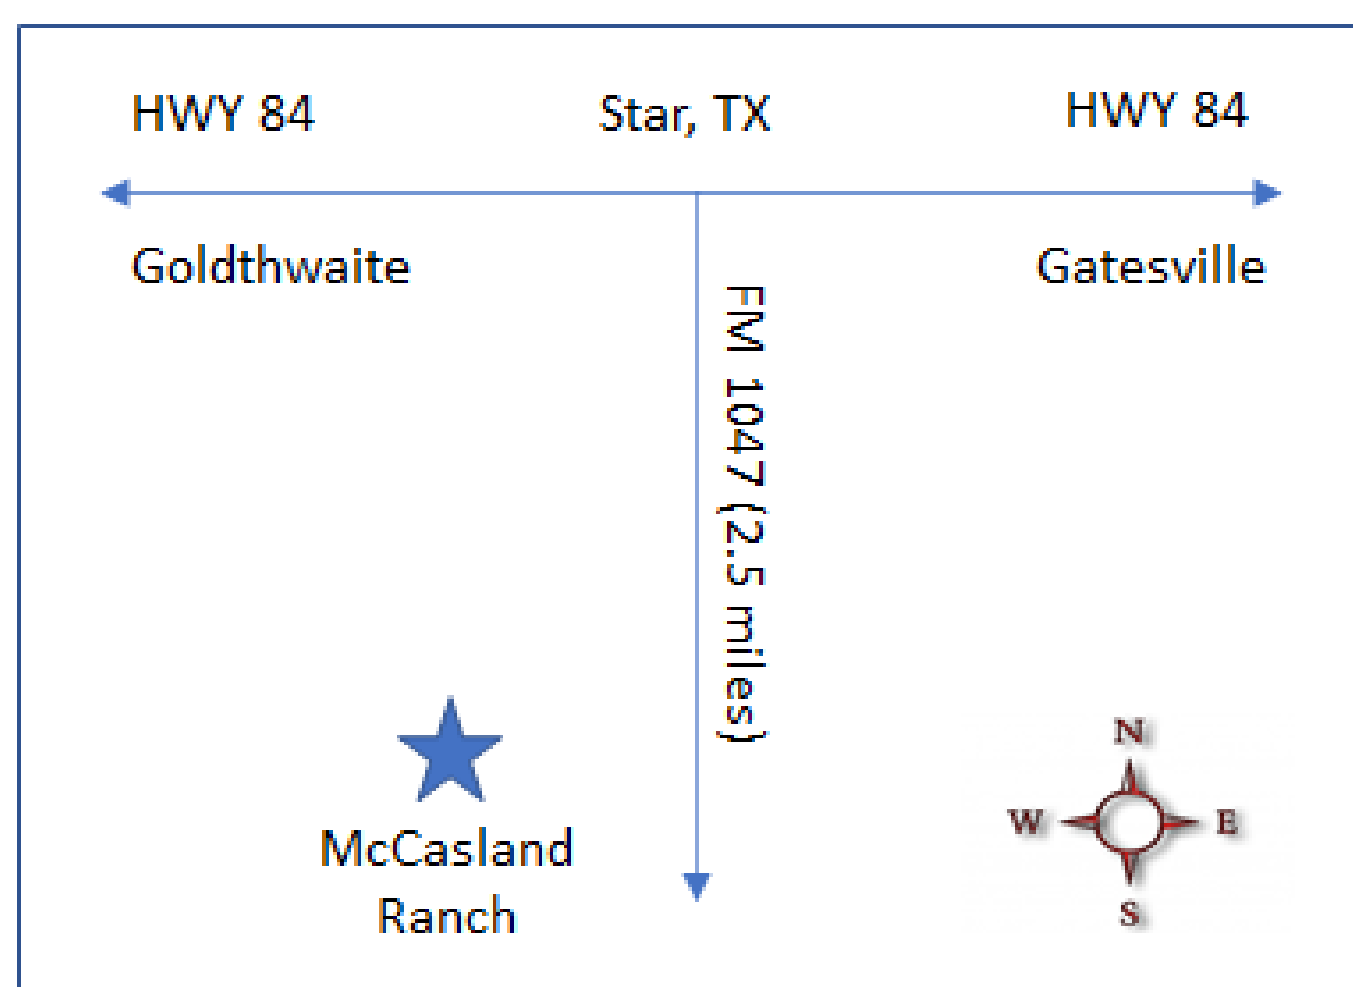 HWY 84
Star, TX
HWY 84
Goldthwaite
Gatesville
FM 1047 (2.5 miles)
McCasland
Ranch
N
W
E
S